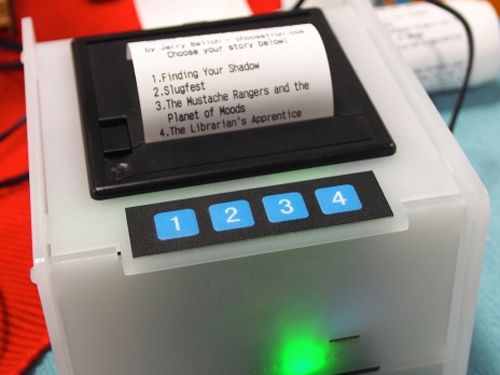 by Jerry Belich - choosatron.com
Choose your story below!
1.Finding Your Shadow
2.Slugfest
3.The Mustache Rangers and the
Planet of Moods
4.The Librarian's Apprentice
1 2 3 4